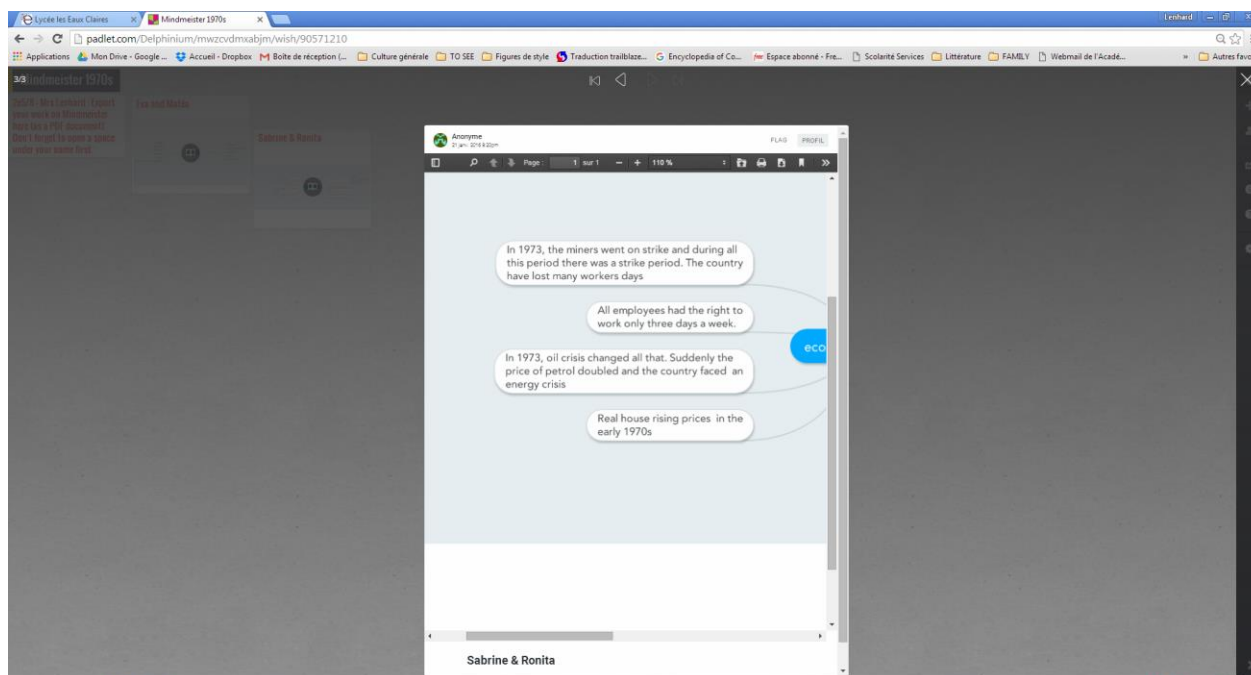 Lycée les Eaux Claires
Mindmeister 1970s
Lenhard
padlet.com/Delphinium/mwzcvdmxabjm/wish/90571210
Applications Mon Drive - Google ... Accueil - Dropbox Boîte de réception (... Culture générale TO SEE Figures de style Traduction trailblaze... Encyclopedia of Co... Espace abonné - Fre... Scolarité Services Littérature FAMILY Webmail de l'Acadé... » Autres favo
3/3
Mindmeister 1970s
Sabrine & Ronita
Anonyme
FLAG PROFIL
Page : 1 sur 1 110 %
In 1973, the miners went on strike and during all
this period there was a strike period. The country
have lost many workers days
All employees had the right to
work only three days a week.
eco
In 1973, oil crisis changed all that. Suddenly the
price of petrol doubled and the country faced an
energy crisis
Real house rising prices in the
early 1970s
Sabrine & Ronita